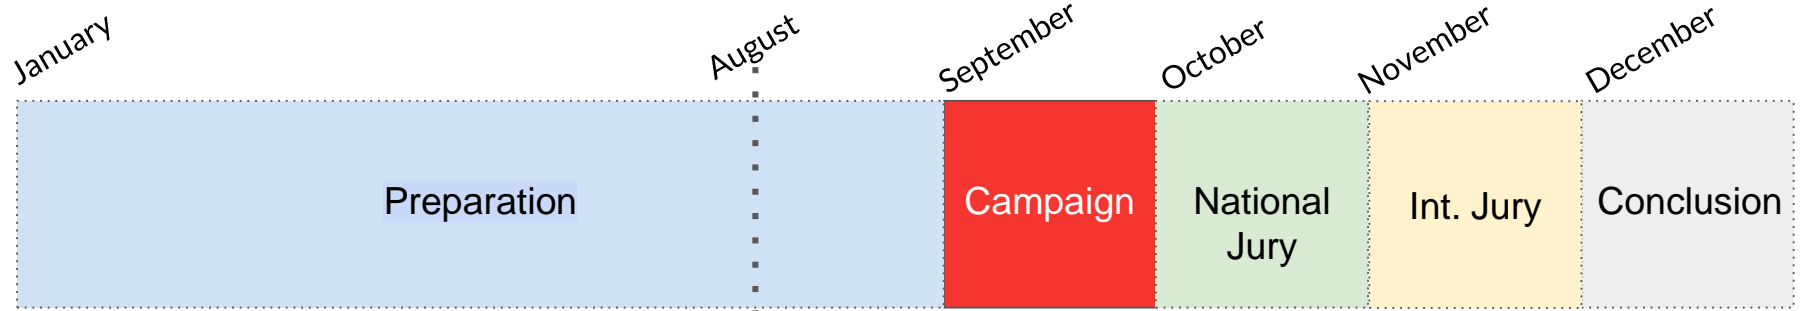 January
August
September
October
November
December
Preparation
Campaign
National
Jury
Int. Jury
Conclusion